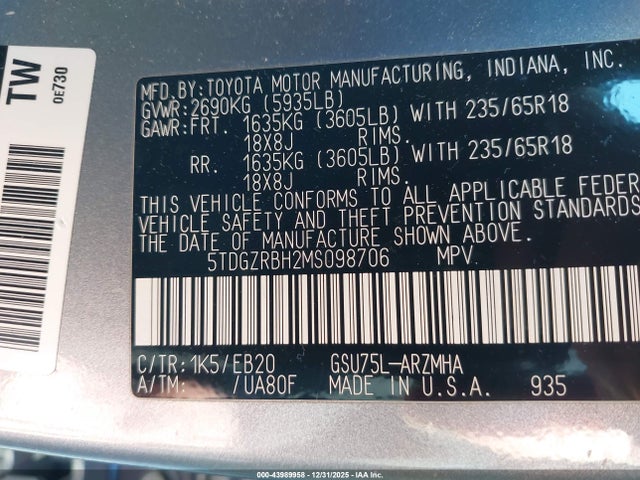 TW
0E730
MFD.BY:TOYOTA MOTOR MANUFACTURING, INDIANA, INC.
GVWR:2690KG (5935LB)
GAWR:FRT. 1635KG (3605LB) WITH 235/65R18
18X8J RIMS.
RR. 1635KG (3605LB) WITH 235/65R18
18X8J RIMS.
THIS VEHICLE CONFORMS TO ALL APPLICABLE FEDER
VEHICLE SAFETY AND THEFT PREVENTION STANDARDS
THE DATE OF MANUFACTURE SHOWN ABOVE.
5TDGZRBH2MS098706 MPV
C/TR:1K5/EB20 GSU75L-ARZMHA
A/TM: /UA80F MADE IN U.S.A. 935
000-43989958 - 12/31/2025 - IAA Inc.